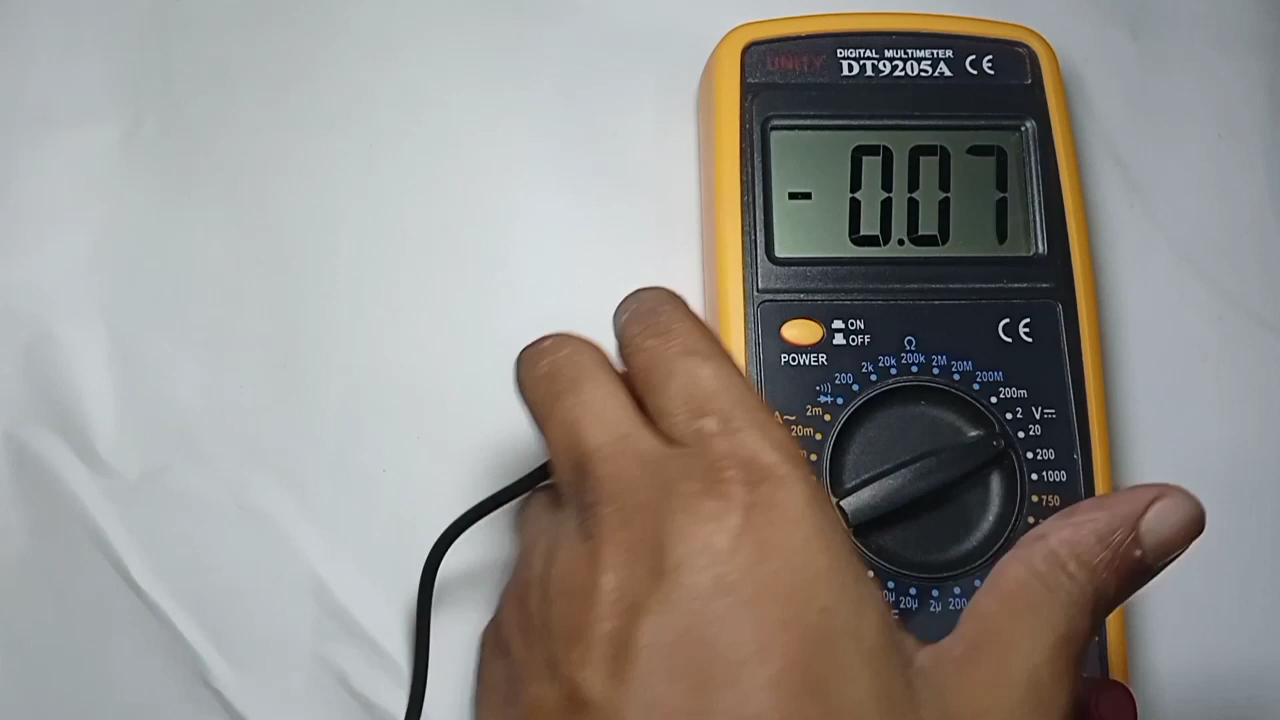 UNITY
DIGITAL MULTIMETER
DT9205A CE
- 0.07
ON
OFF
POWER
CE
Ω
200 2k 20k 200k 2M 20M 200M
2m
20m
A~
200m
2 V
20
200
1000
750
20µ 2µ 200